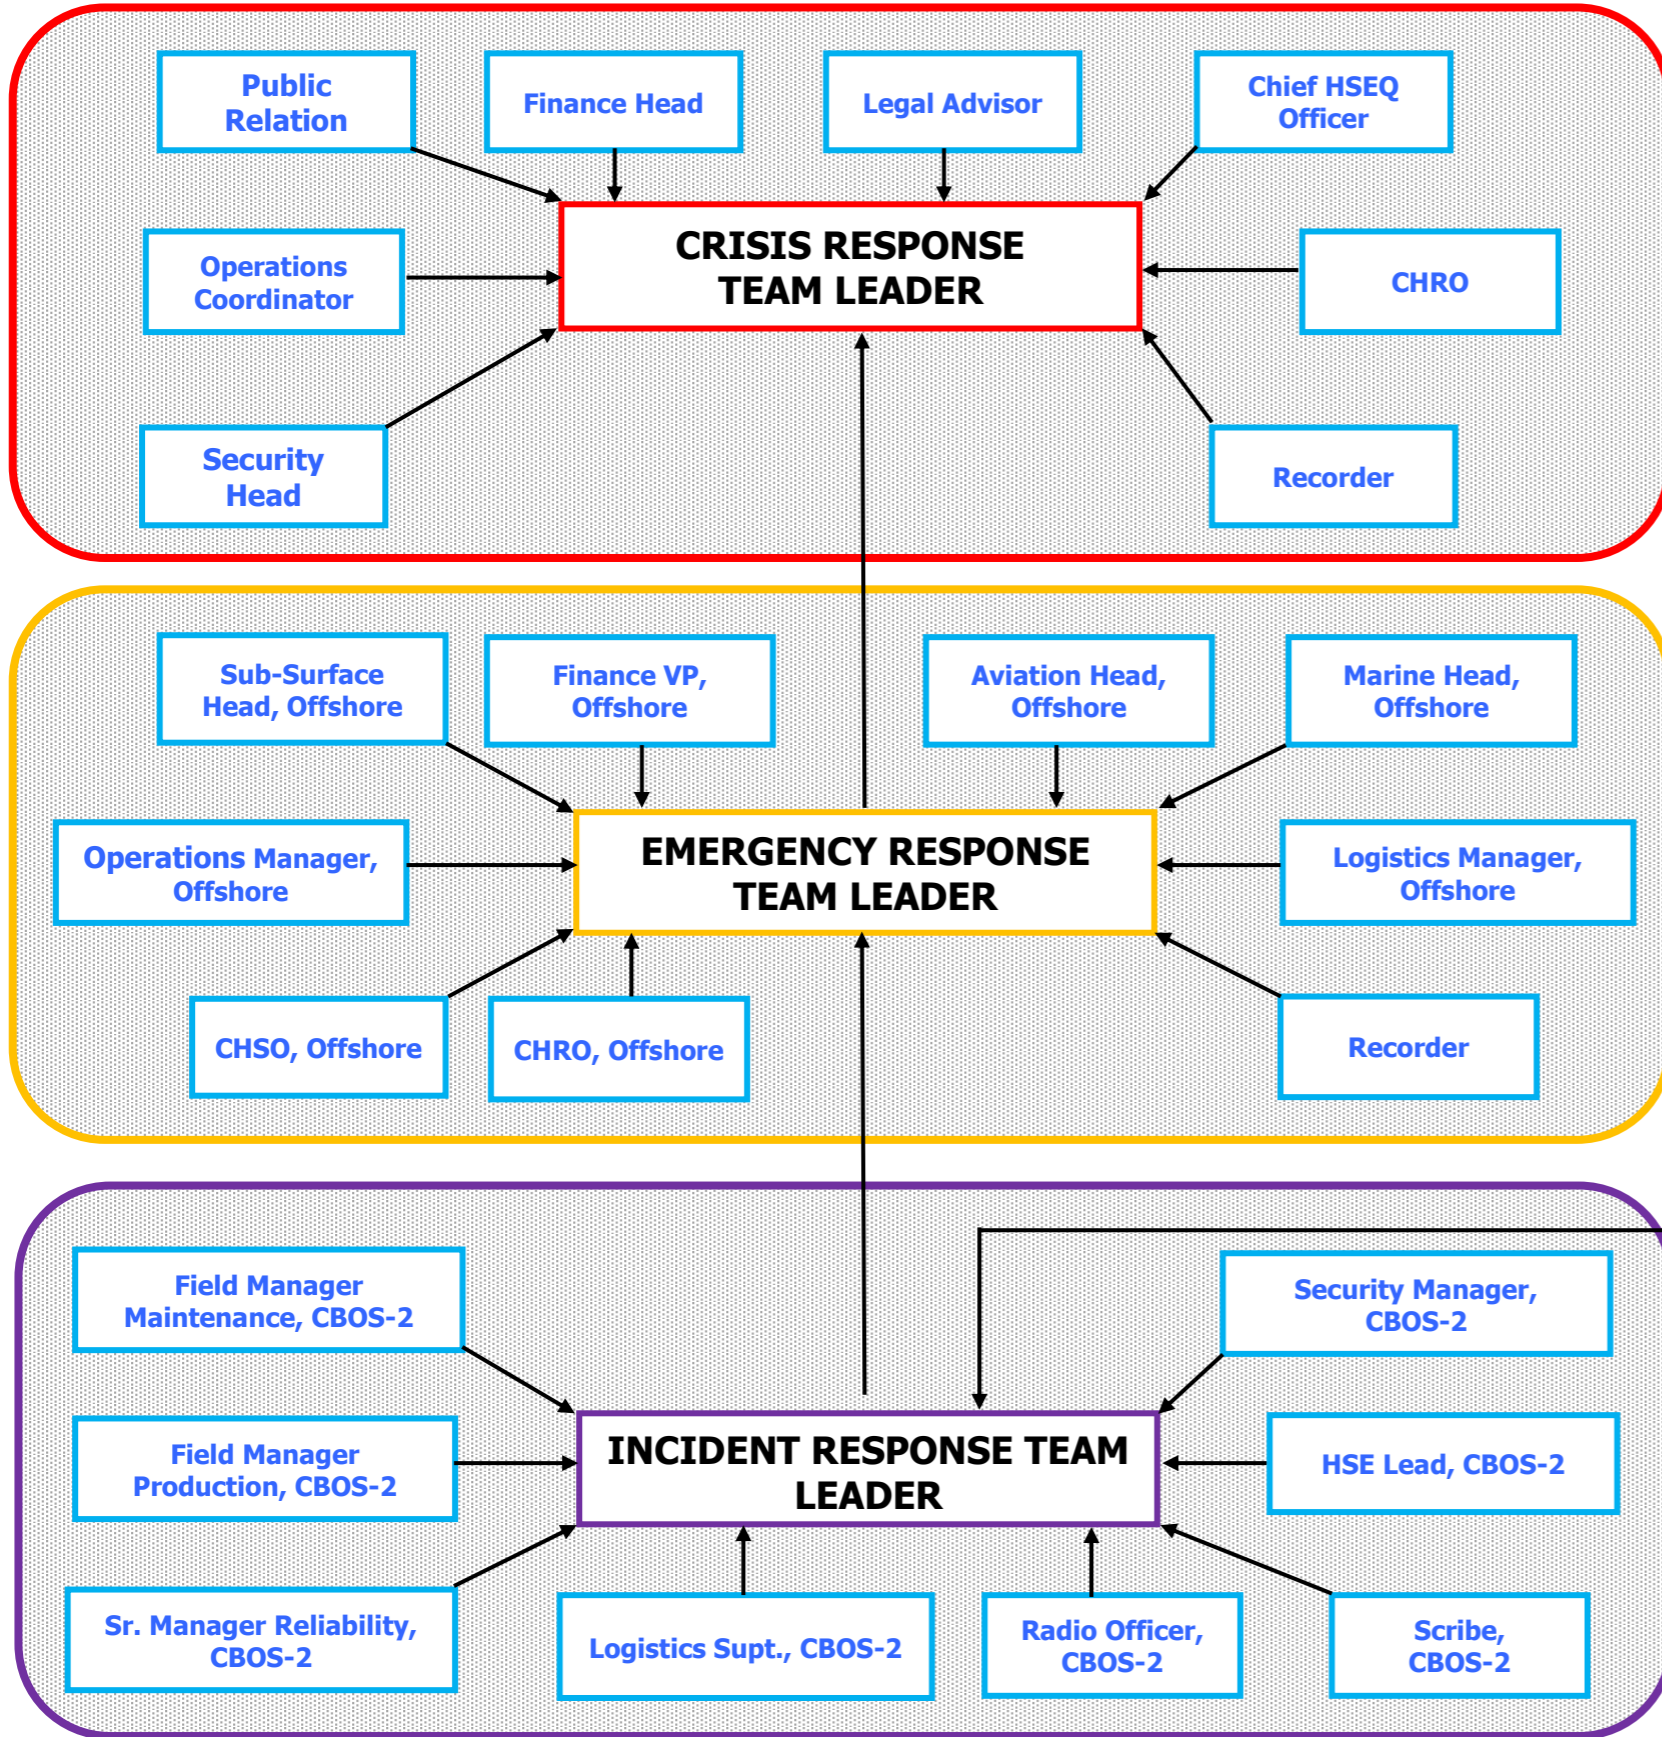 Public
Relation
Finance Head
Legal Advisor
Chief HSEQ
Officer
CRISIS RESPONSE
TEAM LEADER
Operations
Coordinator
CHRO
Security
Head
Recorder
Sub-Surface
Head, Offshore
Finance VP,
Offshore
Aviation Head,
Offshore
Marine Head,
Offshore
Operations Manager,
Offshore
EMERGENCY RESPONSE
TEAM LEADER
Logistics Manager,
Offshore
CHSO, Offshore
CHRO, Offshore
Recorder
Field Manager
Maintenance, CBOS-2
Security Manager,
CBOS-2
Field Manager
Production, CBOS-2
INCIDENT RESPONSE TEAM
LEADER
HSE Lead, CBOS-2
Sr. Manager Reliability,
CBOS-2
Logistics Supt., CBOS-2
Radio Officer,
CBOS-2
Scribe,
CBOS-2